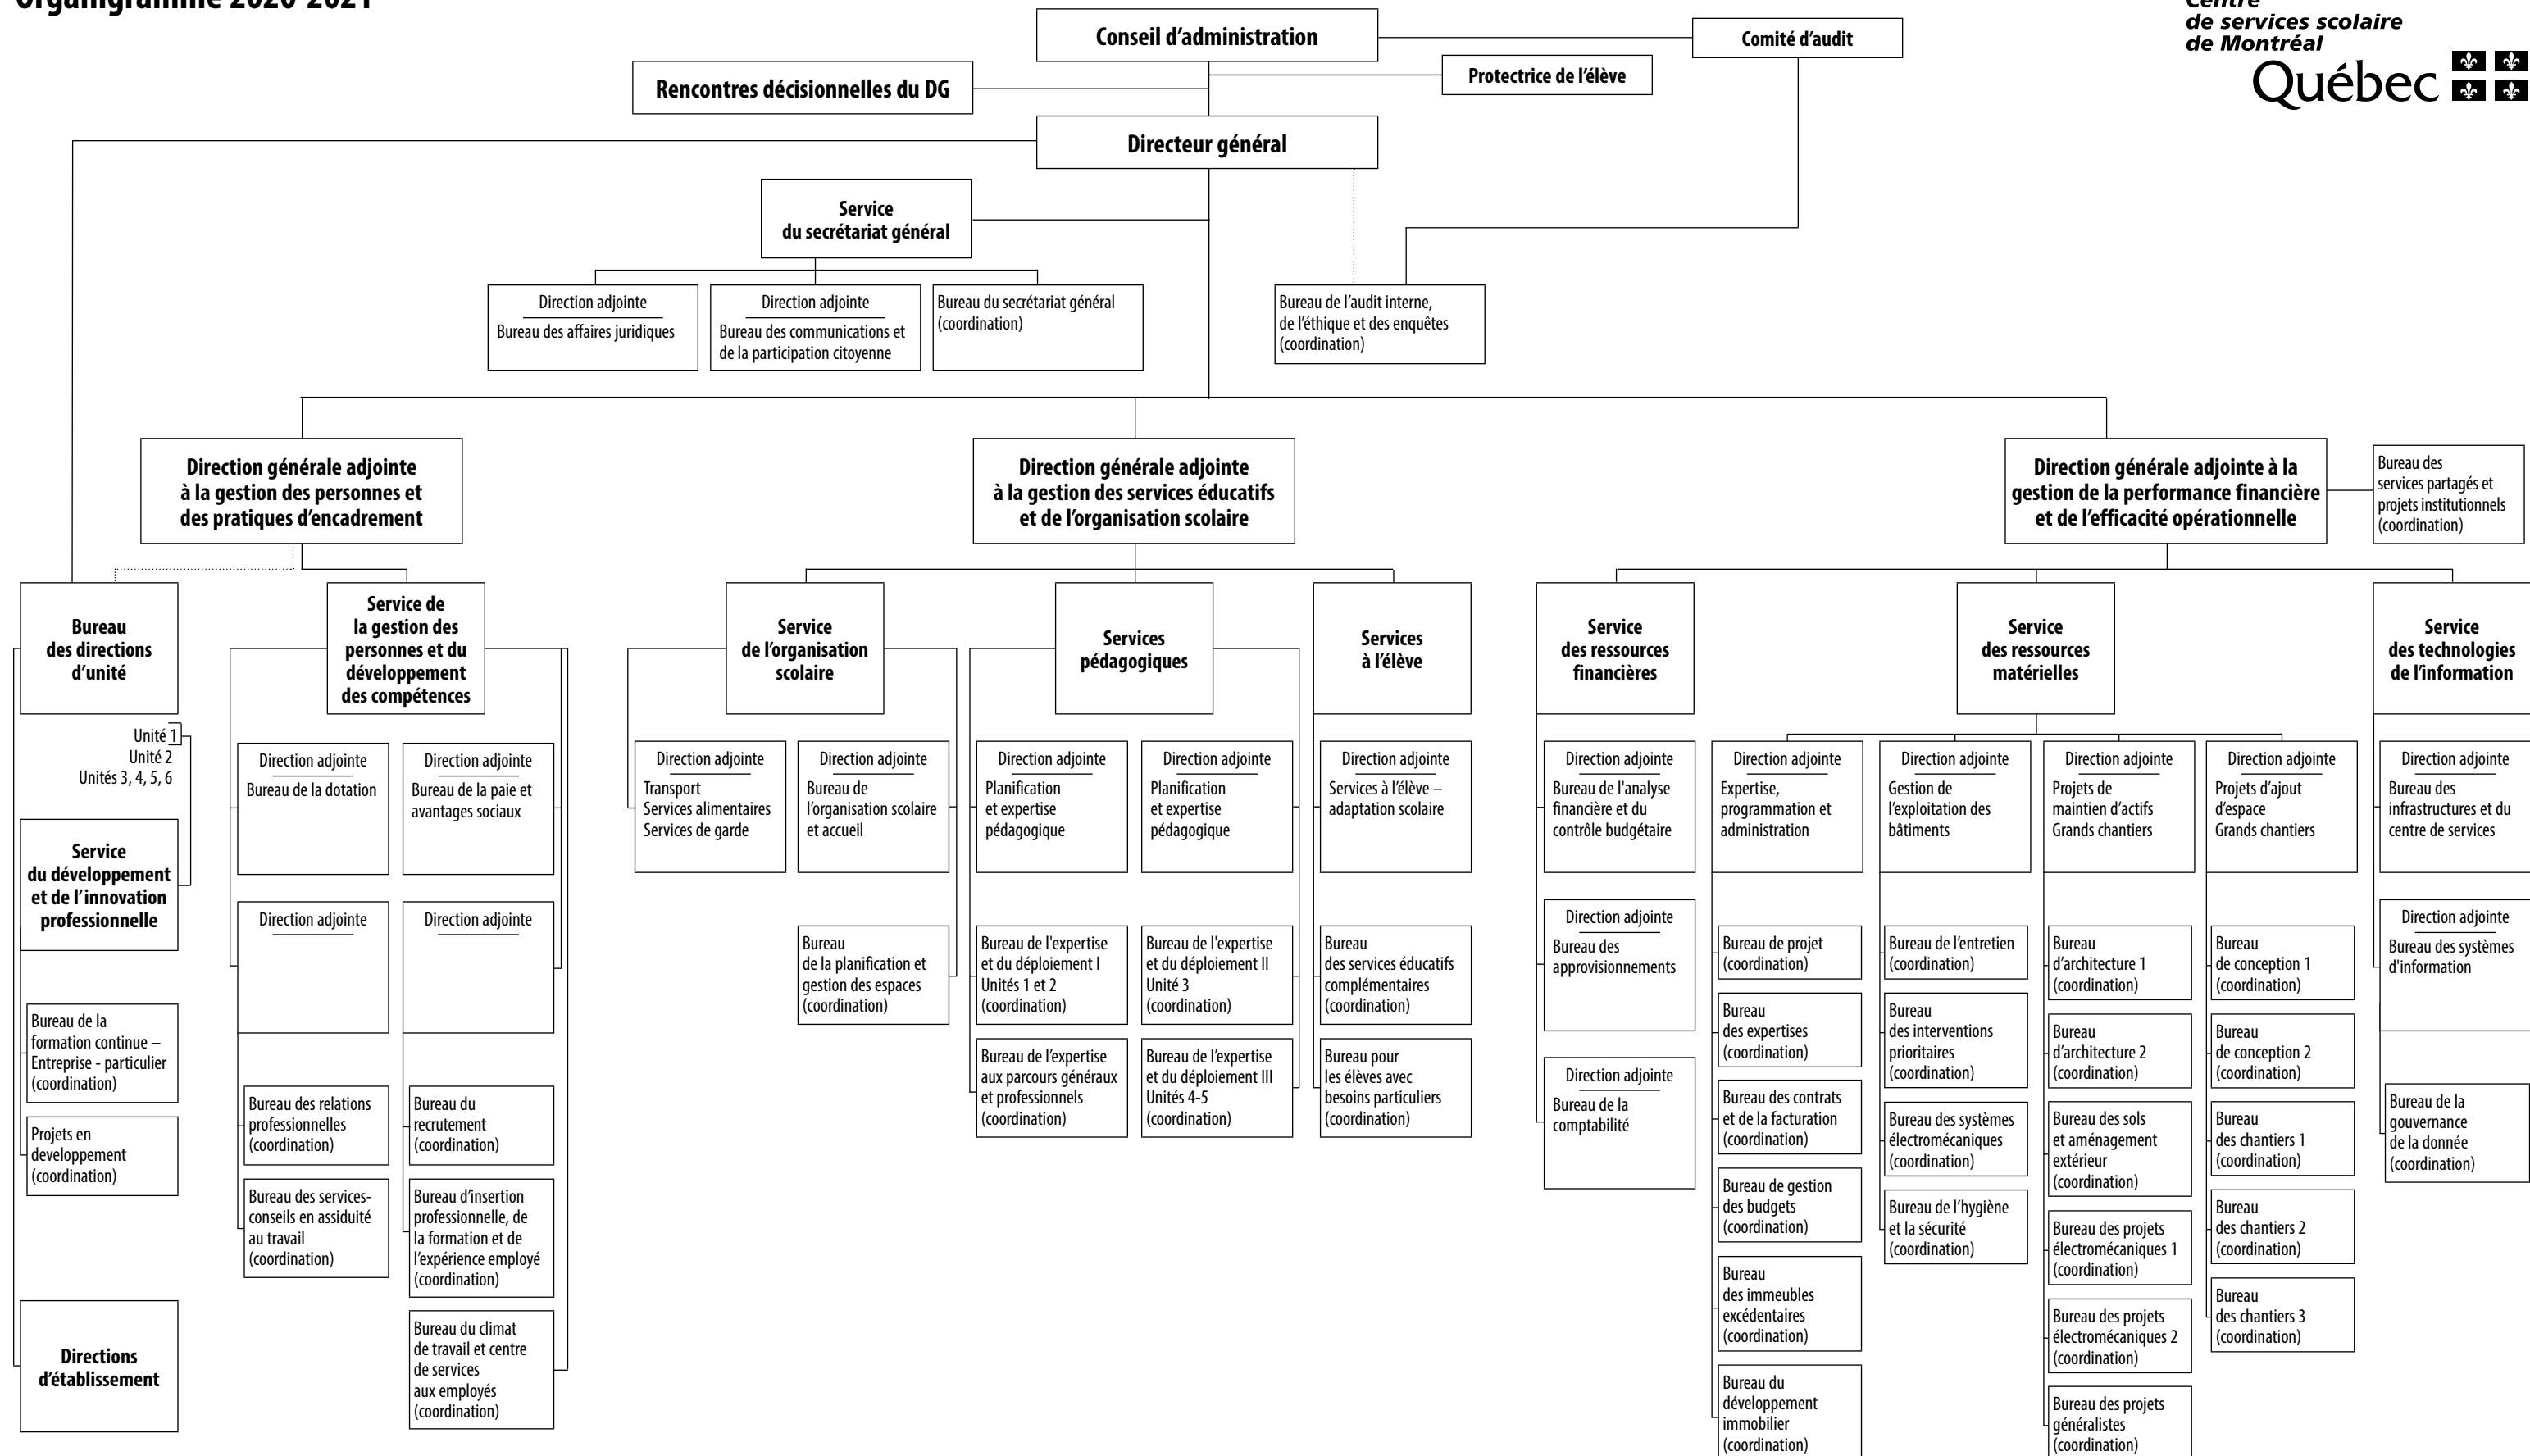 Organigramme 2020-2021
Centre
de services scolaire
de Montréal
Québec
Conseil d'administration
Comité d'audit
Protectrice de l'élève
Rencontres décisionnelles du DG
Directeur général
Service
du secrétariat général
Direction adjointe
Bureau des affaires juridiques
Direction adjointe
Bureau des communications et
de la participation citoyenne
Bureau du secrétariat général
(coordination)
Bureau de l'audit interne,
de l'éthique et des enquêtes
(coordination)
Direction générale adjointe
à la gestion des personnes et
des pratiques d'encadrement
Direction générale adjointe
à la gestion des services éducatifs
et de l'organisation scolaire
Direction générale adjointe à la
gestion de la performance financière
et de l'efficacité opérationnelle
Bureau des
services partagés et
projets institutionnels
(coordination)
Bureau
des directions
d'unité
Unité 1
Unité 2
Unités 3, 4, 5, 6
Service
du développement
et de l'innovation
professionnelle
Bureau de la
formation continue –
Entreprise - particulier
(coordination)
Projets en
developpement
(coordination)
Directions
d'établissement
Service de
la gestion des
personnes et du
développement
des compétences
Direction adjointe
Bureau de la dotation
Direction adjointe
Bureau de la paie et
avantages sociaux
Direction adjointe
Direction adjointe
Bureau des relations
professionnelles
(coordination)
Bureau des services-
conseils en assiduité
au travail
(coordination)
Bureau du
recrutement
(coordination)
Bureau d'insertion
professionnelle, de
la formation et de
l'expérience employé
(coordination)
Bureau du climat
de travail et centre
de services
aux employés
(coordination)
Service
de l'organisation
scolaire
Direction adjointe
Transport
Services alimentaires
Services de garde
Direction adjointe
Bureau de
l'organisation scolaire
et accueil
Bureau
de la planification et
gestion des espaces
(coordination)
Services
pédagogiques
Direction adjointe
Planification
et expertise
pédagogique
Direction adjointe
Planification
et expertise
pédagogique
Bureau de l'expertise
et du déploiement I
Unités 1 et 2
(coordination)
Bureau de l'expertise
et du déploiement II
Unité 3
(coordination)
Bureau de l'expertise
aux parcours généraux
et professionnels
(coordination)
Bureau de l'expertise
et du déploiement III
Unités 4-5
(coordination)
Services
à l'élève
Direction adjointe
Services à l'élève –
adaptation scolaire
Bureau
des services éducatifs
complémentaires
(coordination)
Bureau pour
les élèves avec
besoins particuliers
(coordination)
Service
des ressources
financières
Direction adjointe
Bureau de l'analyse
financière et du
contrôle budgétaire
Direction adjointe
Bureau des
approvisionnements
Direction adjointe
Bureau de la
comptabilité
Service
des ressources
matérielles
Direction adjointe
Expertise,
programmation et
administration
Bureau de projet
(coordination)
Bureau
des expertises
(coordination)
Bureau des contrats
et de la facturation
(coordination)
Bureau de gestion
des budgets
(coordination)
Bureau
des immeubles
excédentaires
(coordination)
Bureau du
développement
immobilier
(coordination)
Direction adjointe
Gestion de
l'exploitation des
bâtiments
Bureau de l'entretien
(coordination)
Bureau
des interventions
prioritaires
(coordination)
Bureau des systèmes
électromécaniques
(coordination)
Bureau de l'hygiène
et la sécurité
(coordination)
Direction adjointe
Projets de
maintien d'actifs
Grands chantiers
Bureau
d'architecture 1
(coordination)
Bureau
d'architecture 2
(coordination)
Bureau des sols
et aménagement
extérieur
(coordination)
Bureau des projets
électromécaniques 1
(coordination)
Bureau des projets
électromécaniques 2
(coordination)
Bureau des projets
généralistes
(coordination)
Direction adjointe
Projets d'ajout
d'espace
Grands chantiers
Bureau
de conception 1
(coordination)
Bureau
de conception 2
(coordination)
Bureau
des chantiers 1
(coordination)
Bureau
des chantiers 2
(coordination)
Bureau
des chantiers 3
(coordination)
Service
des technologies
de l'information
Direction adjointe
Bureau des
infrastructures et du
centre de services
Direction adjointe
Bureau des systèmes
d'information
Bureau de la
gouvernance
de la donnée
(coordination)